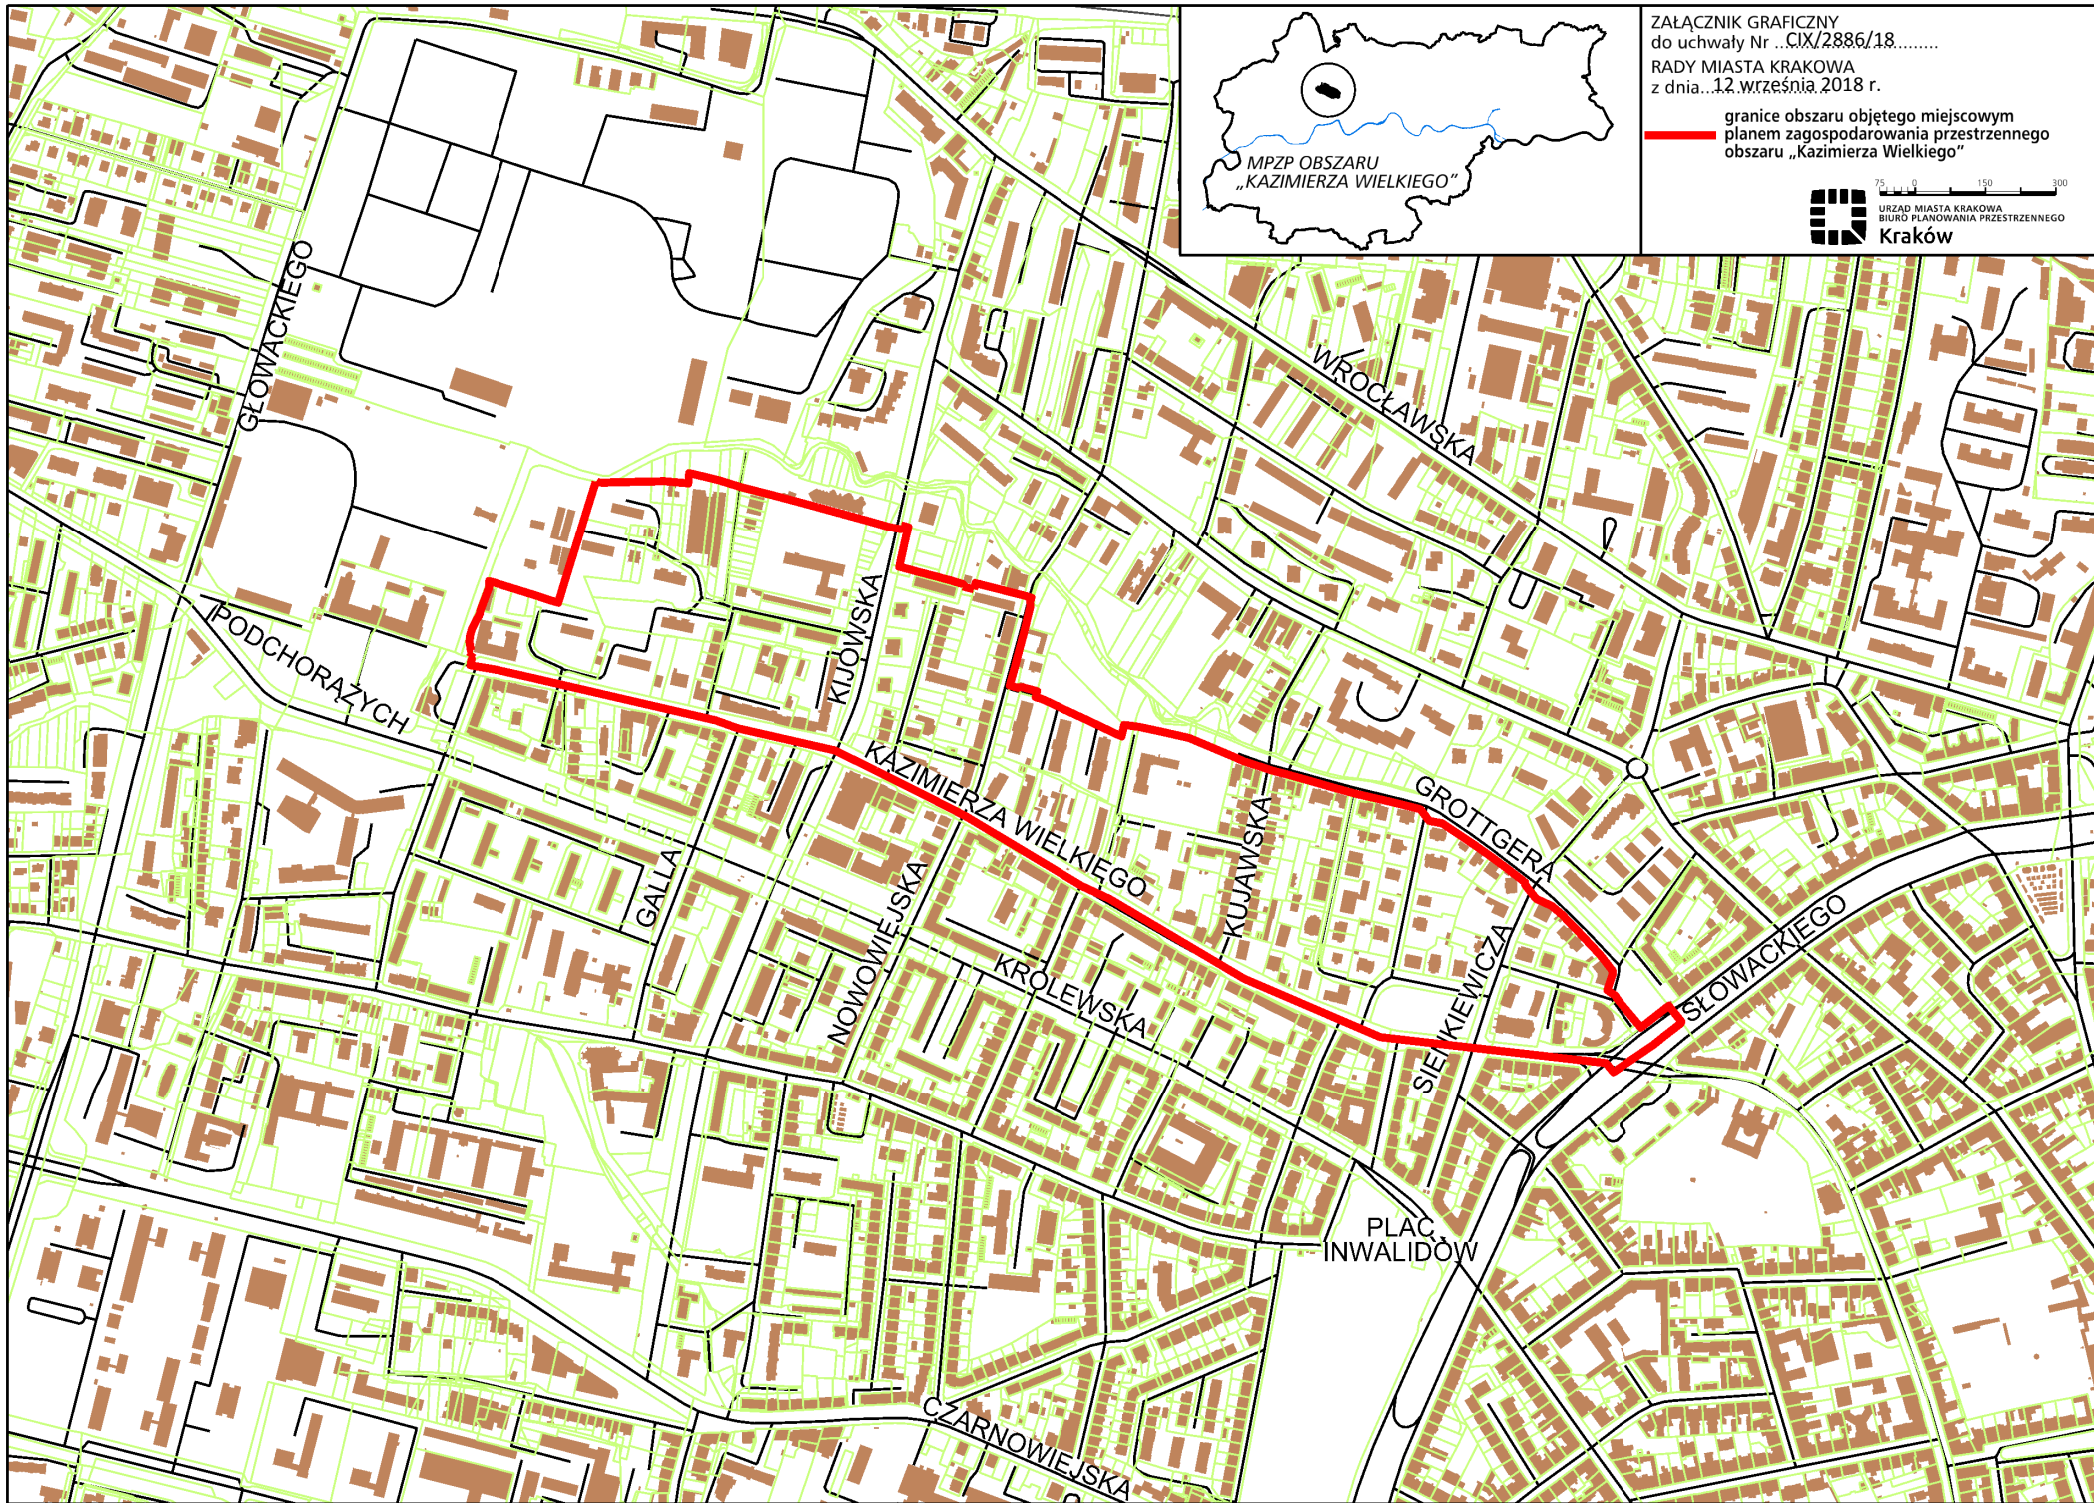 ZAŁĄCZNIK GRAFICZNY
do uchwały Nr ...CIX/2886/18.......
RADY MIASTA KRAKOWA
z dnia...12 września 2018 r.
granice obszaru objętego miejscowym
planem zagospodarowania przestrzennego
obszaru „Kazimierza Wielkiego”
75 0 150 300
URZĄD MIASTA KRAKOWA
BIURO PLANOWANIA PRZESTRZENNEGO
Kraków
MPZP OBSZARU
„KAZIMIERZA WIELKIEGO”
GŁOWACKIEGO
WROCŁAWSKA
PODCHORĄŻYCH
KIJOWSKA
KAZIMIERZA WIELKIEGO
GROTTGERA
KUJAWSKA
GALLA
NOWOWIEJSKA
KRÓLEWSKA
SIENKIEWICZA
SŁOWACKIEGO
PLAC
INWALIDÓW
CZARNOWIEJSKA